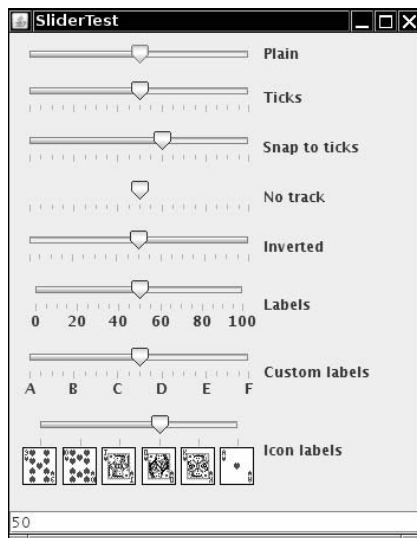 SliderTest
Plain
Ticks
Snap to ticks
No track
Inverted
Labels
0 20 40 60 80 100
Custom labels
A B C D E F
Icon labels
50